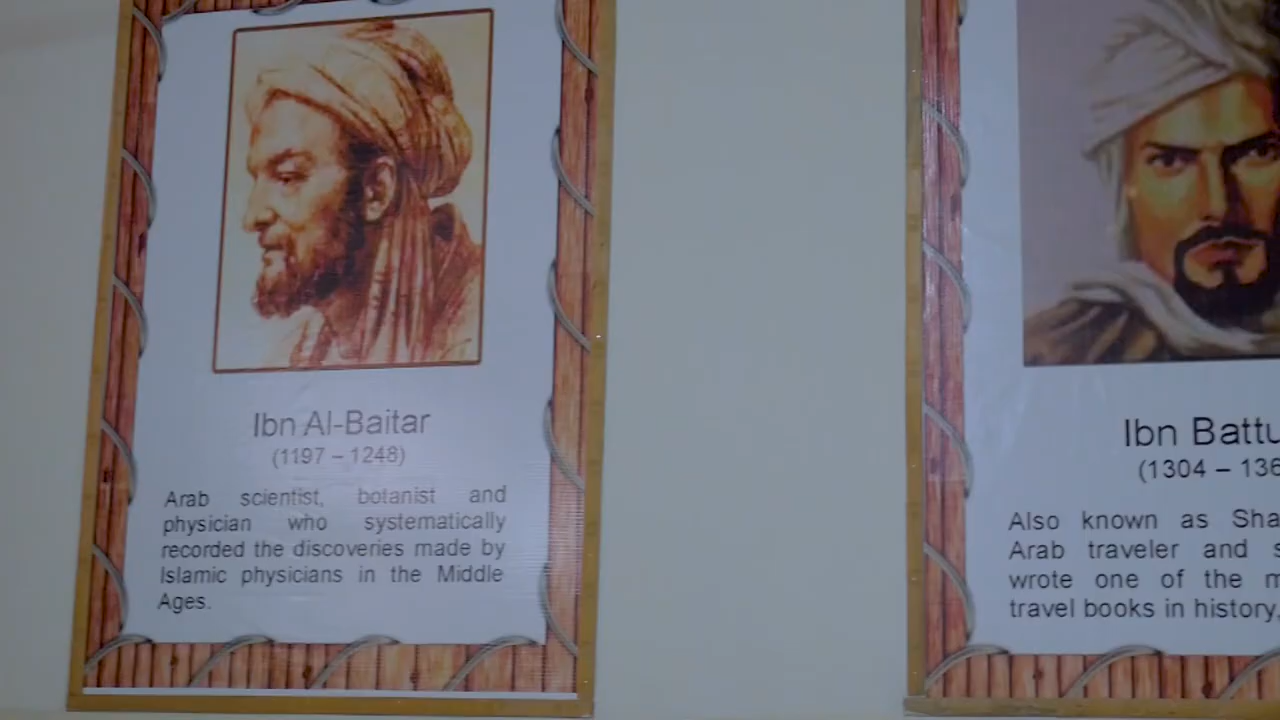 Ibn Al-Baitar
(1197 – 1248)
Arab scientist, botanist and
physician who systematically
recorded the discoveries made by
Islamic physicians in the Middle
Ages.
Ibn Battu
(1304 – 136
Also known as Sha
Arab traveler and s
wrote one of the m
travel books in history,